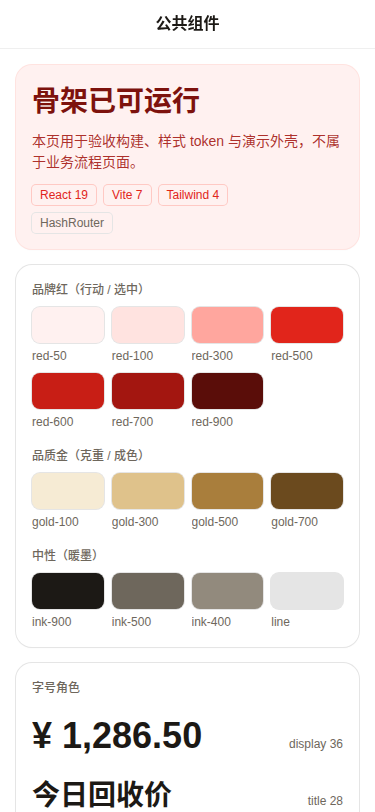 公共组件
骨架已可运行
本页用于验收构建、样式 token 与演示外壳，不属
于业务流程页面。
React 19 Vite 7 Tailwind 4
HashRouter
品牌红（行动 / 选中）
red-50 red-100 red-300 red-500
red-600 red-700 red-900
品质金（克重 / 成色）
gold-100 gold-300 gold-500 gold-700
中性（暖墨）
ink-900 ink-500 ink-400 line
字号角色
¥ 1,286.50 display 36
今日回收价 title 28